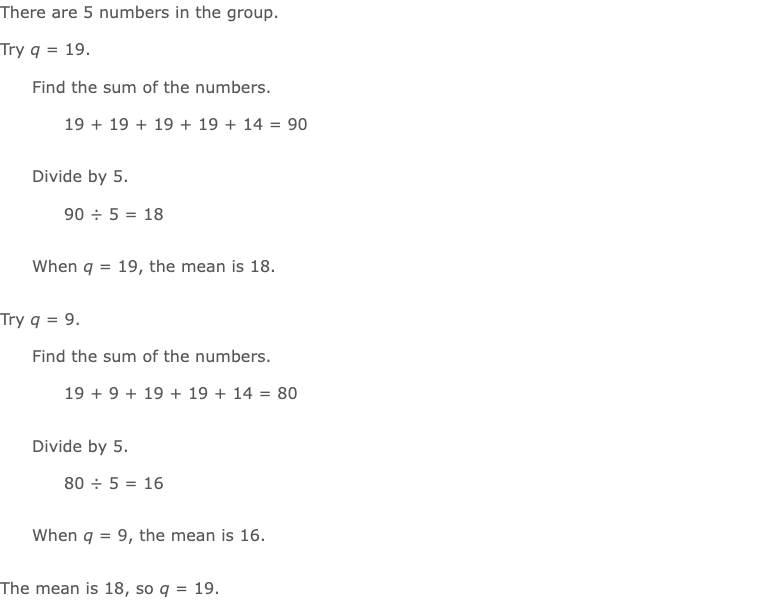 There are 5 numbers in the group.
Try q = 19.
Find the sum of the numbers.
19 + 19 + 19 + 19 + 14 = 90
Divide by 5.
90 ÷ 5 = 18
When q = 19, the mean is 18.
Try q = 9.
Find the sum of the numbers.
19 + 9 + 19 + 19 + 14 = 80
Divide by 5.
80 ÷ 5 = 16
When q = 9, the mean is 16.
The mean is 18, so q = 19.